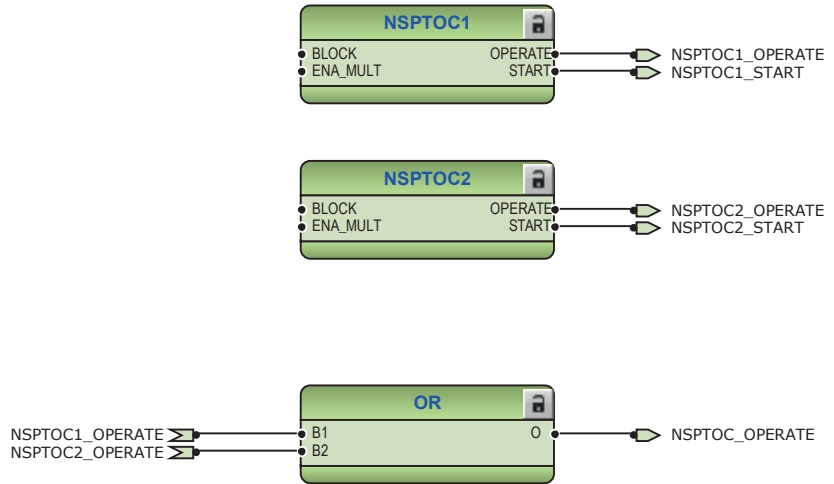 NSPTOC1
BLOCK OPERATE NSPTOC1_OPERATE
ENA_MULT START NSPTOC1_START
NSPTOC2
BLOCK OPERATE NSPTOC2_OPERATE
ENA_MULT START NSPTOC2_START
OR
NSPTOC1_OPERATE B1 O NSPTOC_OPERATE
NSPTOC2_OPERATE B2